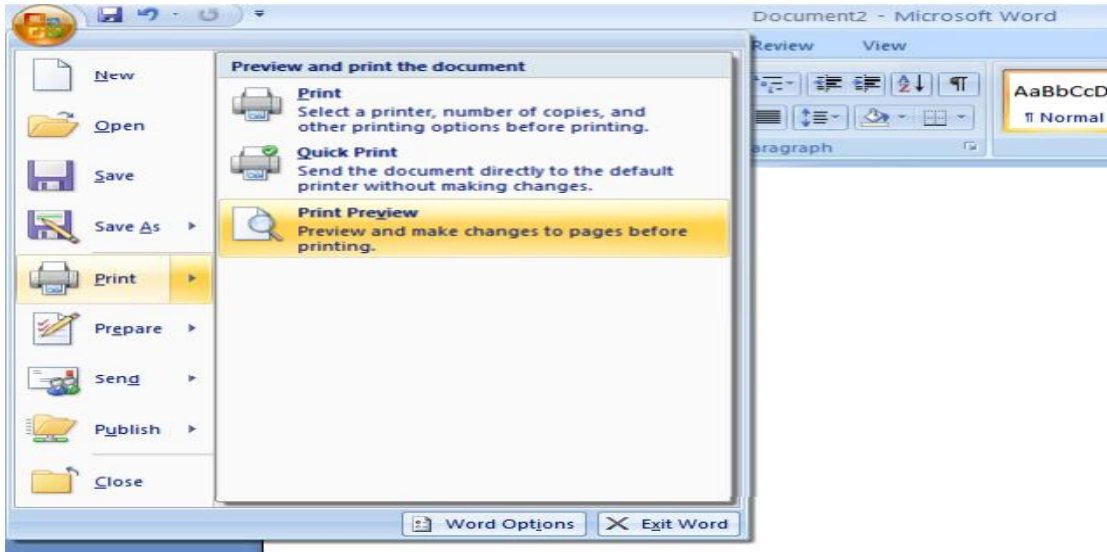 Document2 - Microsoft Word
Review View
AaBbCcD
¶ Normal
aragraph
New
Open
Save
Save As
Print
Prepare
Send
Publish
Close
Preview and print the document
Print
Select a printer, number of copies, and
other printing options before printing.
Quick Print
Send the document directly to the default
printer without making changes.
Print Preview
Preview and make changes to pages before
printing.
Word Options Exit Word